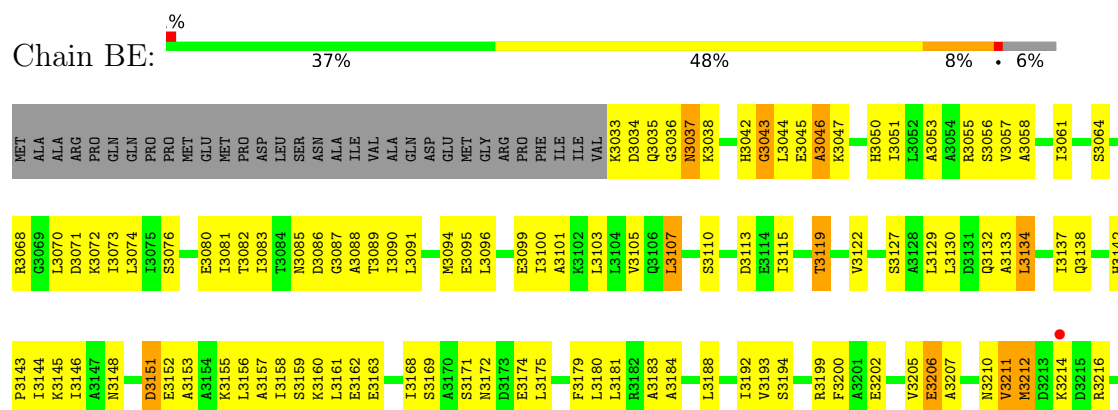 .%
Chain BE:
37% 48% 8% • 6%
MET ALA ALA ARG PRO GLN GLN PRO PRO MET GLU MET PRO ASP LEU SER ASN ALA ILE VAL ALA GLN ASP GLU MET GLY ARG PRO PHE ILE ILE VAL K3033 D3034 Q3035 G3036 N3037 K3038 H3042 G3043 L3044 E3045 A3046 K3047 H3050 I3051 L3052 A3053 A3054 R3055 S3056 V3057 A3058 I3061 S3064
R3068 G3069 L3070 D3071 K3072 I3073 L3074 I3075 S3076 E3080 I3081 T3082 I3083 T3084 N3085 D3086 G3087 A3088 T3089 I3090 L3091 M3094 E3095 L3096 E3099 I3100 A3101 K3102 L3103 L3104 V3105 Q3106 L3107 S3110 D3113 E3114 I3115 T3119 V3122 S3127 A3128 L3129 L3130 D3131 Q3132 A3133 L3134 I3137 Q3138 H3142
P3143 I3144 K3145 I3146 A3147 N3148 D3151 E3152 A3153 A3154 K3155 L3156 A3157 I3158 S3159 K3160 L3161 E3162 E3163 I3168 S3169 A3170 S3171 N3172 D3173 E3174 L3175 F3179 L3180 L3181 R3182 A3183 A3184 L3188 I3192 V3193 S3194 R3199 F3200 A3201 E3202 V3205 E3206 A3207 N3210 V3211 M3212 D3213 K3214 D3215 R3216